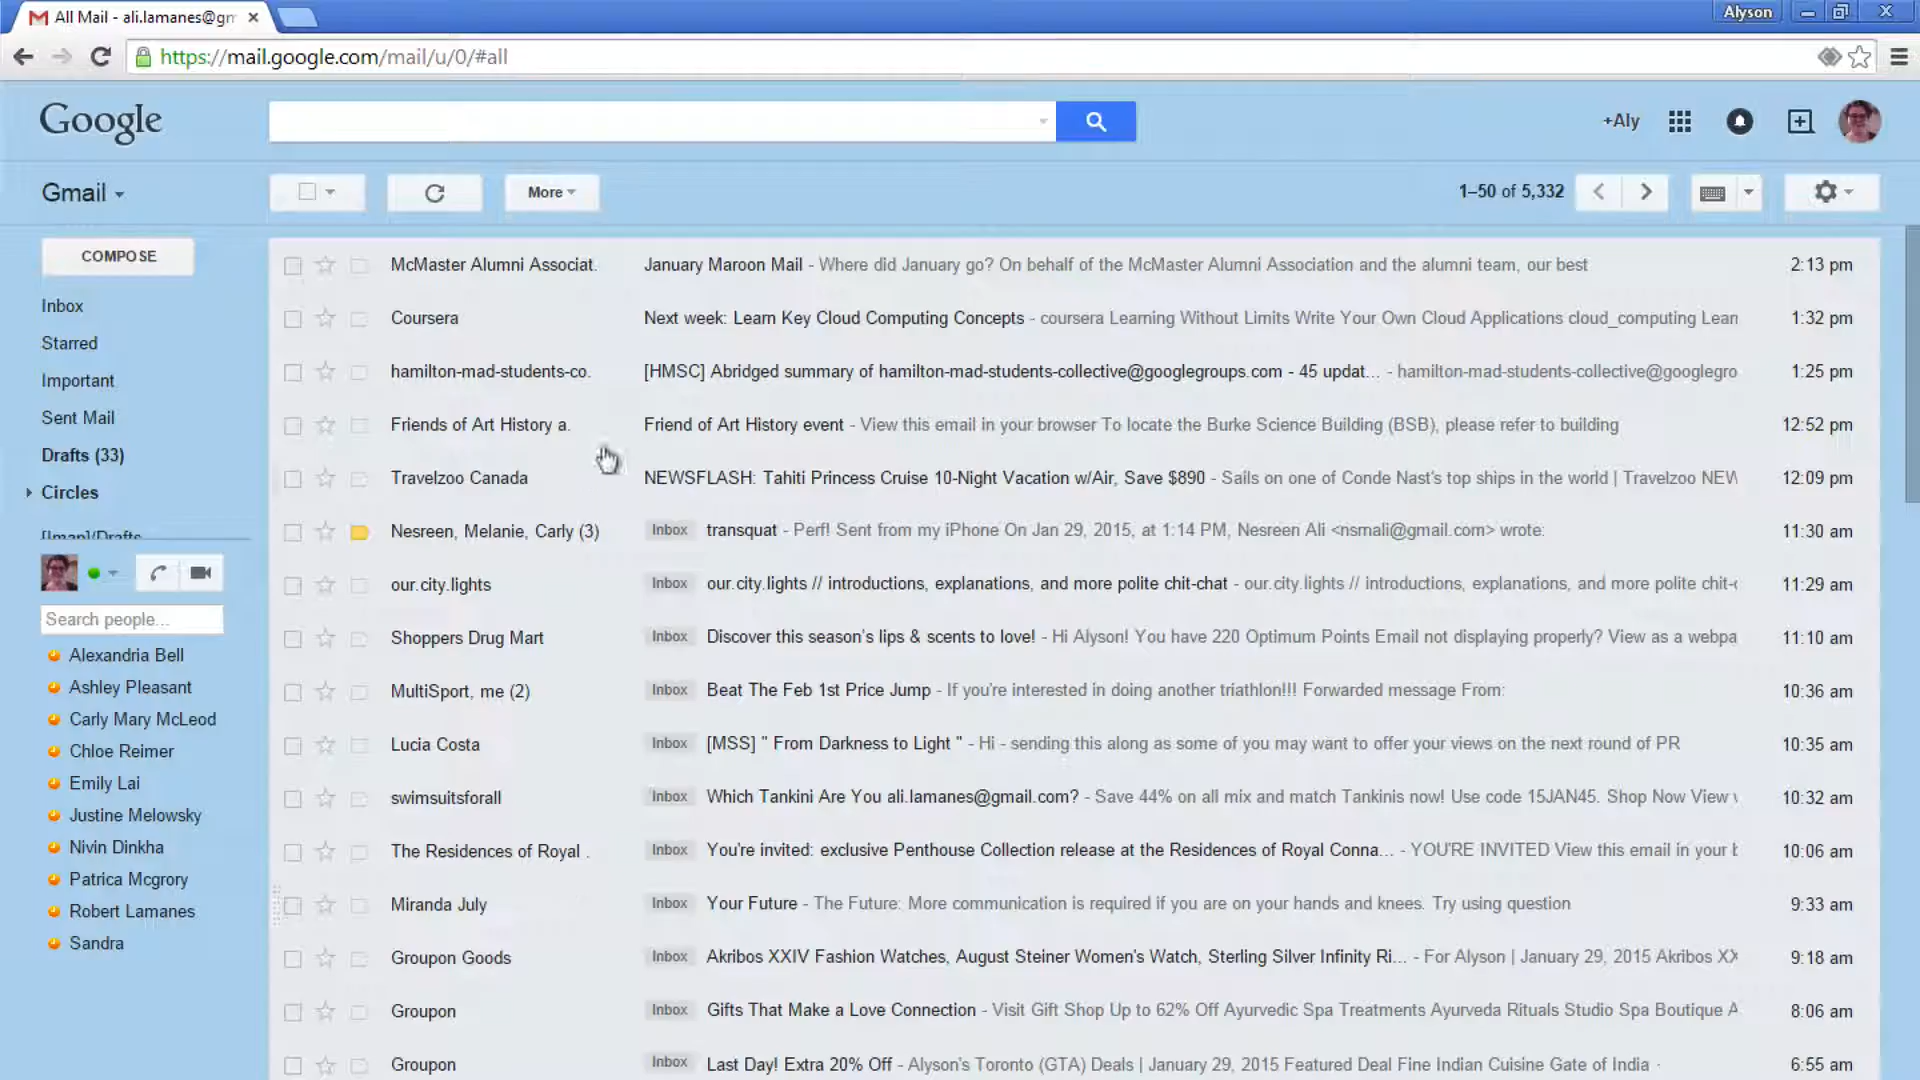 All Mail - ali.lamanes@gm
Alyson
https://mail.google.com/mail/u/0/#all
Google
+Aly
Gmail
More
1–50 of 5,332
COMPOSE
Inbox
Starred
Important
Sent Mail
Drafts (33)
Circles
[Imap]/Drafts
Search people...
Alexandria Bell
Ashley Pleasant
Carly Mary McLeod
Chloe Reimer
Emily Lai
Justine Melowsky
Nivin Dinkha
Patrica Mcgrory
Robert Lamanes
Sandra
McMaster Alumni Associat. January Maroon Mail - Where did January go? On behalf of the McMaster Alumni Association and the alumni team, our best 2:13 pm
Coursera Next week: Learn Key Cloud Computing Concepts - coursera Learning Without Limits Write Your Own Cloud Applications cloud_computing Lear 1:32 pm
hamilton-mad-students-co. [HMSC] Abridged summary of hamilton-mad-students-collective@googlegroups.com - 45 updat... - hamilton-mad-students-collective@googlegro 1:25 pm
Friends of Art History a. Friend of Art History event - View this email in your browser To locate the Burke Science Building (BSB), please refer to building 12:52 pm
Travelzoo Canada NEWSFLASH: Tahiti Princess Cruise 10-Night Vacation w/Air, Save $890 - Sails on one of Conde Nast's top ships in the world | Travelzoo NEW 12:09 pm
Nesreen, Melanie, Carly (3) Inbox transquat - Perf! Sent from my iPhone On Jan 29, 2015, at 1:14 PM, Nesreen Ali <nsmali@gmail.com> wrote: 11:30 am
our.city.lights Inbox our.city.lights // introductions, explanations, and more polite chit-chat - our.city.lights // introductions, explanations, and more polite chit-c 11:29 am
Shoppers Drug Mart Inbox Discover this season's lips & scents to love! - Hi Alyson! You have 220 Optimum Points Email not displaying properly? View as a webpa 11:10 am
MultiSport, me (2) Inbox Beat The Feb 1st Price Jump - If you're interested in doing another triathlon!!! Forwarded message From: 10:36 am
Lucia Costa Inbox [MSS] " From Darkness to Light " - Hi - sending this along as some of you may want to offer your views on the next round of PR 10:35 am
swimsuitsforall Inbox Which Tankini Are You ali.lamanes@gmail.com? - Save 44% on all mix and match Tankinis now! Use code 15JAN45. Shop Now View 10:32 am
The Residences of Royal . Inbox You're invited: exclusive Penthouse Collection release at the Residences of Royal Conna... - YOU'RE INVITED View this email in your b 10:06 am
Miranda July Inbox Your Future - The Future: More communication is required if you are on your hands and knees. Try using question 9:33 am
Groupon Goods Inbox Akribos XXIV Fashion Watches, August Steiner Women's Watch, Sterling Silver Infinity Ri... - For Alyson | January 29, 2015 Akribos XX 9:18 am
Groupon Inbox Gifts That Make a Love Connection - Visit Gift Shop Up to 62% Off Ayurvedic Spa Treatments Ayurveda Rituals Studio Spa Boutique A 8:06 am
Groupon Inbox Last Day! Extra 20% Off - Alyson's Toronto (GTA) Deals | January 29, 2015 Featured Deal Fine Indian Cuisine Gate of India · 6:55 am